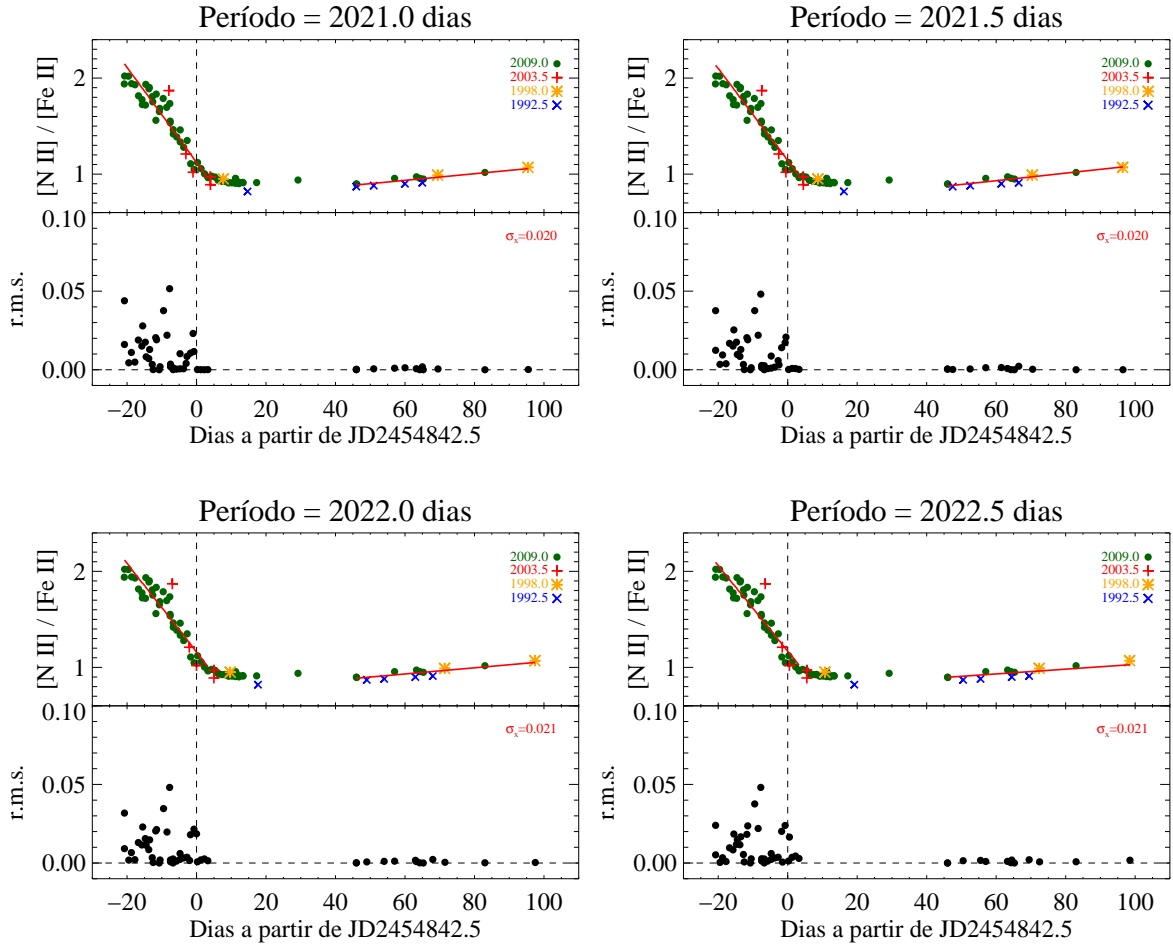 Período = 2021.0 dias
[N II] / [Fe II]
2
1
2009.0
2003.5
1998.0
1992.5
r.m.s.
0.10
0.05
0.00
σx=0.020
−20 0 20 40 60 80 100
Dias a partir de JD2454842.5
Período = 2021.5 dias
[N II] / [Fe II]
2
1
2009.0
2003.5
1998.0
1992.5
r.m.s.
0.10
0.05
0.00
σx=0.020
−20 0 20 40 60 80 100
Dias a partir de JD2454842.5
Período = 2022.0 dias
[N II] / [Fe II]
2
1
2009.0
2003.5
1998.0
1992.5
r.m.s.
0.10
0.05
0.00
σx=0.021
−20 0 20 40 60 80 100
Dias a partir de JD2454842.5
Período = 2022.5 dias
[N II] / [Fe II]
2
1
2009.0
2003.5
1998.0
1992.5
r.m.s.
0.10
0.05
0.00
σx=0.021
−20 0 20 40 60 80 100
Dias a partir de JD2454842.5